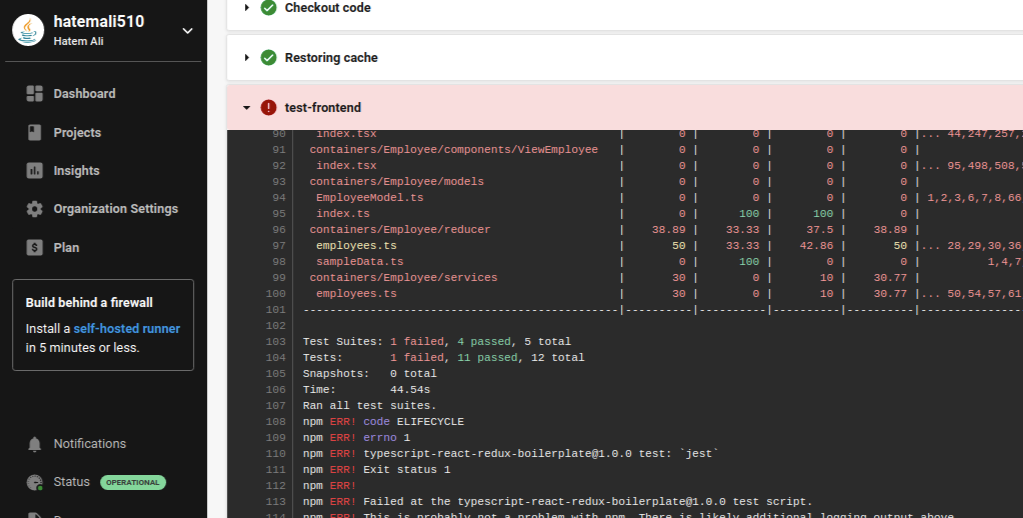 hatemali510
Hatem Ali
Dashboard
Projects
Insights
Organization Settings
Plan
Build behind a firewall
Install a self-hosted runner
in 5 minutes or less.
Notifications
Status OPERATIONAL
Checkout code
Restoring cache
test-frontend
90 index.tsx | 0 | 0 | 0 | 0 |... 44,247,257,
91 containers/Employee/components/ViewEmployee | 0 | 0 | 0 | 0 |
92 index.tsx | 0 | 0 | 0 | 0 |... 95,498,508,
93 containers/Employee/models | 0 | 0 | 0 | 0 |
94 EmployeeModel.ts | 0 | 0 | 0 | 0 | 1,2,3,6,7,8,66
95 index.ts | 0 | 100 | 100 | 0 |
96 containers/Employee/reducer | 38.89 | 33.33 | 37.5 | 38.89 |
97 employees.ts | 50 | 33.33 | 42.86 | 50 |... 28,29,30,36
98 sampleData.ts | 0 | 100 | 0 | 0 | 1,4,7
99 containers/Employee/services | 30 | 0 | 10 | 30.77 |
100 employees.ts | 30 | 0 | 10 | 30.77 |... 50,54,57,61
101 -----------------------------------------------|----------|----------|----------|----------|----------------
102
103 Test Suites: 1 failed, 4 passed, 5 total
104 Tests: 1 failed, 11 passed, 12 total
105 Snapshots: 0 total
106 Time: 44.54s
107 Ran all test suites.
108 npm ERR! code ELIFECYCLE
109 npm ERR! errno 1
110 npm ERR! typescript-react-redux-boilerplate@1.0.0 test: `jest`
111 npm ERR! Exit status 1
112 npm ERR!
113 npm ERR! Failed at the typescript-react-redux-boilerplate@1.0.0 test script.
114 npm ERR! This is probably not a problem with npm. There is likely additional logging output above.